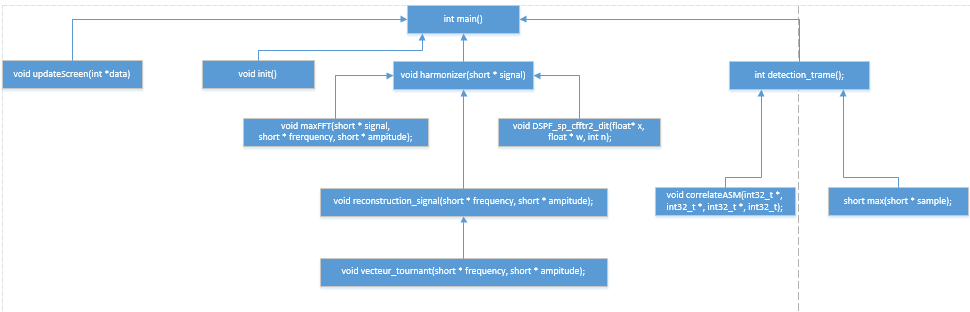 int main()
void updateScreen(int *data)
void init()
void harmonizer(short * signal)
int detection_trame();
void maxFFT(short * signal,
short * frerquency, short * ampitude);
void DSPF_sp_cfftr2_dit(float* x,
float * w, int n);
void reconstruction_signal(short * frequency, short * ampitude);
void correlateASM(int32_t *,
int32_t *, int32_t *, int32_t);
short max(short * sample);
void vecteur_tournant(short * frequency, short * ampitude);